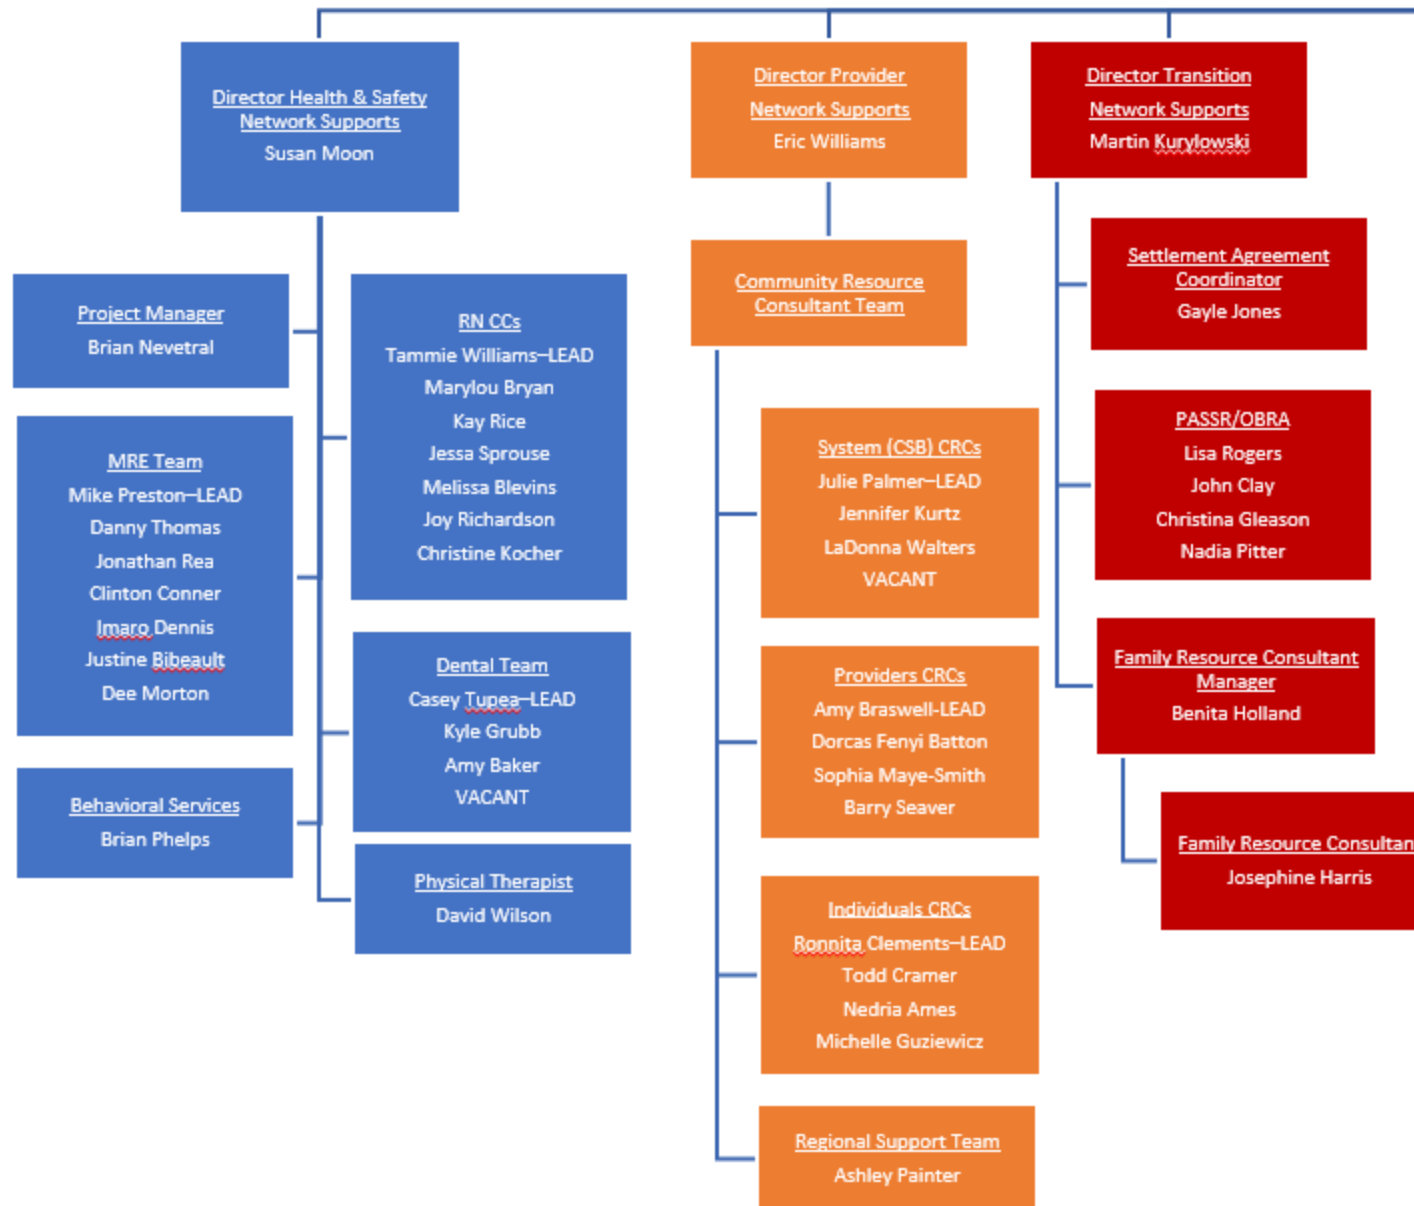 Director Health & Safety
Network Supports
Susan Moon
Project Manager
Brian Nevetral
MRE Team
Mike Preston–LEAD
Danny Thomas
Jonathan Rea
Clinton Conner
Imaro Dennis
Justine Bibeault
Dee Morton
Behavioral Services
Brian Phelps
RN CCs
Tammie Williams–LEAD
Marylou Bryan
Kay Rice
Jessa Sprouse
Melissa Blevins
Joy Richardson
Christine Kocher
Dental Team
Casey Tupea–LEAD
Kyle Grubb
Amy Baker
VACANT
Physical Therapist
David Wilson
Director Provider
Network Supports
Eric Williams
Community Resource
Consultant Team
System (CSB) CRCs
Julie Palmer–LEAD
Jennifer Kurtz
LaDonna Walters
VACANT
Providers CRCs
Amy Braswell-LEAD
Dorcas Fenyi Batton
Sophia Maye-Smith
Barry Seaver
Individuals CRCs
Ronnita Clements–LEAD
Todd Cramer
Nedria Ames
Michelle Guziewicz
Regional Support Team
Ashley Painter
Director Transition
Network Supports
Martin Kurylowski
Settlement Agreement
Coordinator
Gayle Jones
PASSR/OBRA
Lisa Rogers
John Clay
Christina Gleason
Nadia Pitter
Family Resource Consultant
Manager
Benita Holland
Family Resource Consultan
Josephine Harris